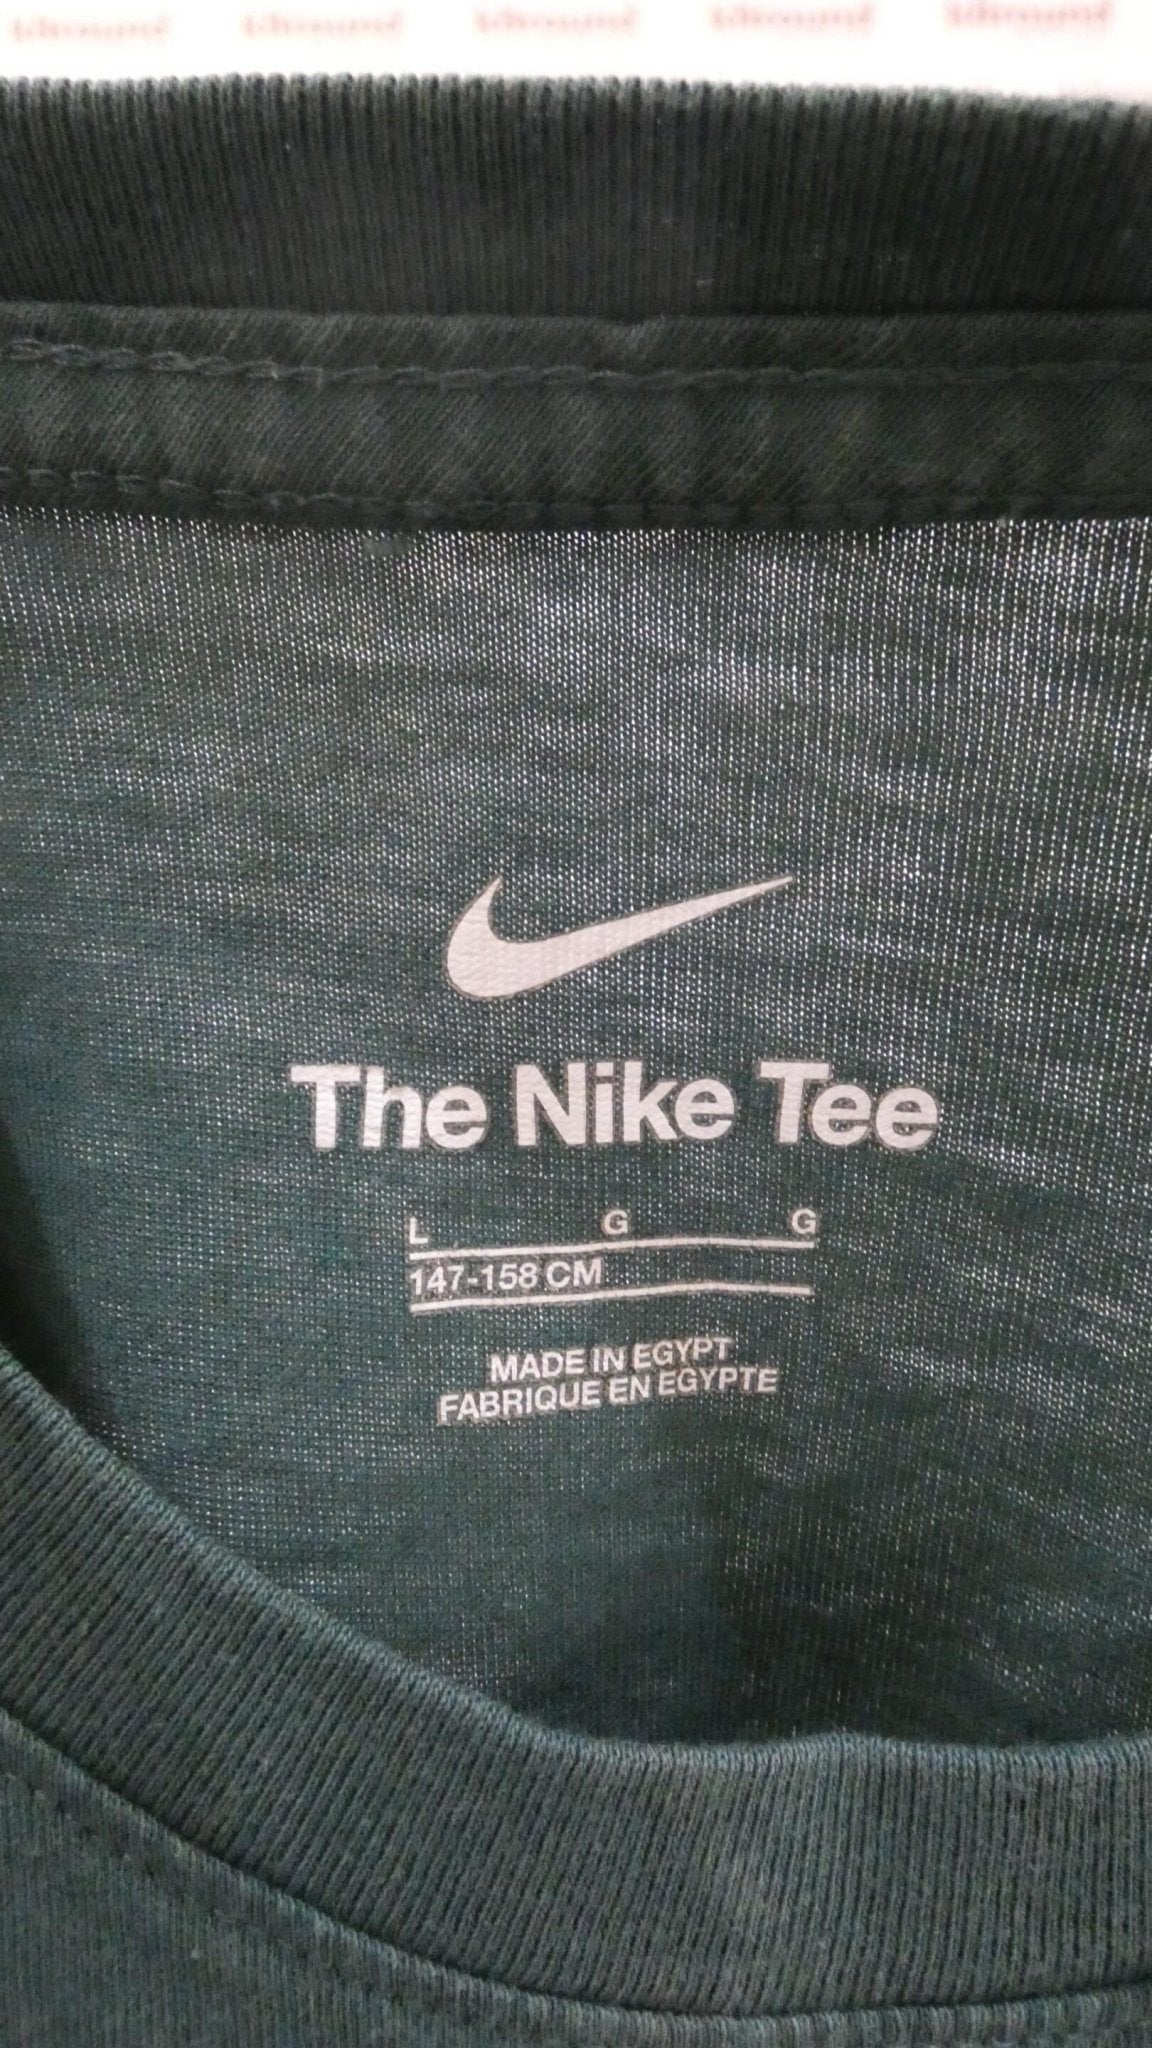 The Nike Tee
L G G
147-158 CM
MADE IN EGYPT
FABRIQUE EN EGYPTE